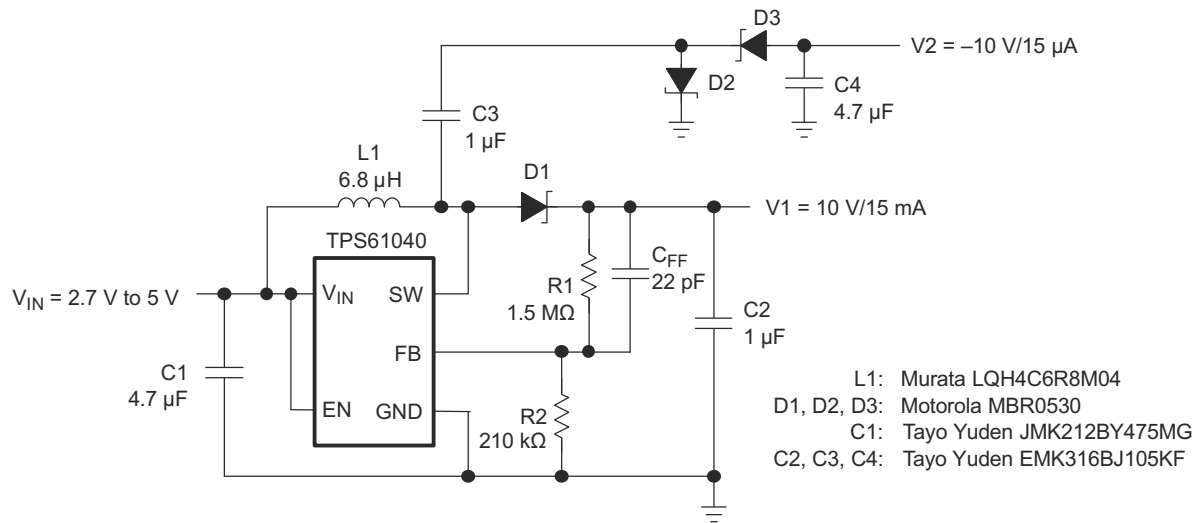 D3
V2 = –10 V/15 µA
D2
C4
4.7 µF
C3
1 µF
L1
6.8 µH
D1
V1 = 10 V/15 mA
TPS61040
VIN = 2.7 V to 5 V
VIN
SW
R1
1.5 MΩ
CFF
22 pF
C2
1 µF
FB
C1
4.7 µF
EN
GND
R2
210 kΩ
L1: Murata LQH4C6R8M04
D1, D2, D3: Motorola MBR0530
C1: Tayo Yuden JMK212BY475MG
C2, C3, C4: Tayo Yuden EMK316BJ105KF